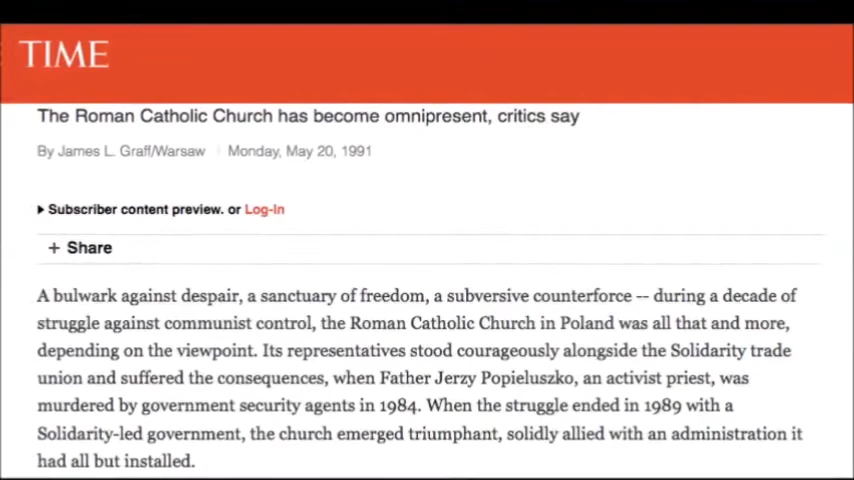 TIME
The Roman Catholic Church has become omnipresent, critics say
By James L. Graff/Warsaw | Monday, May 20, 1991
Subscriber content preview. or Log-In
+ Share
A bulwark against despair, a sanctuary of freedom, a subversive counterforce -- during a decade of
struggle against communist control, the Roman Catholic Church in Poland was all that and more,
depending on the viewpoint. Its representatives stood courageously alongside the Solidarity trade
union and suffered the consequences, when Father Jerzy Popieluszko, an activist priest, was
murdered by government security agents in 1984. When the struggle ended in 1989 with a
Solidarity-led government, the church emerged triumphant, solidly allied with an administration it
had all but installed.